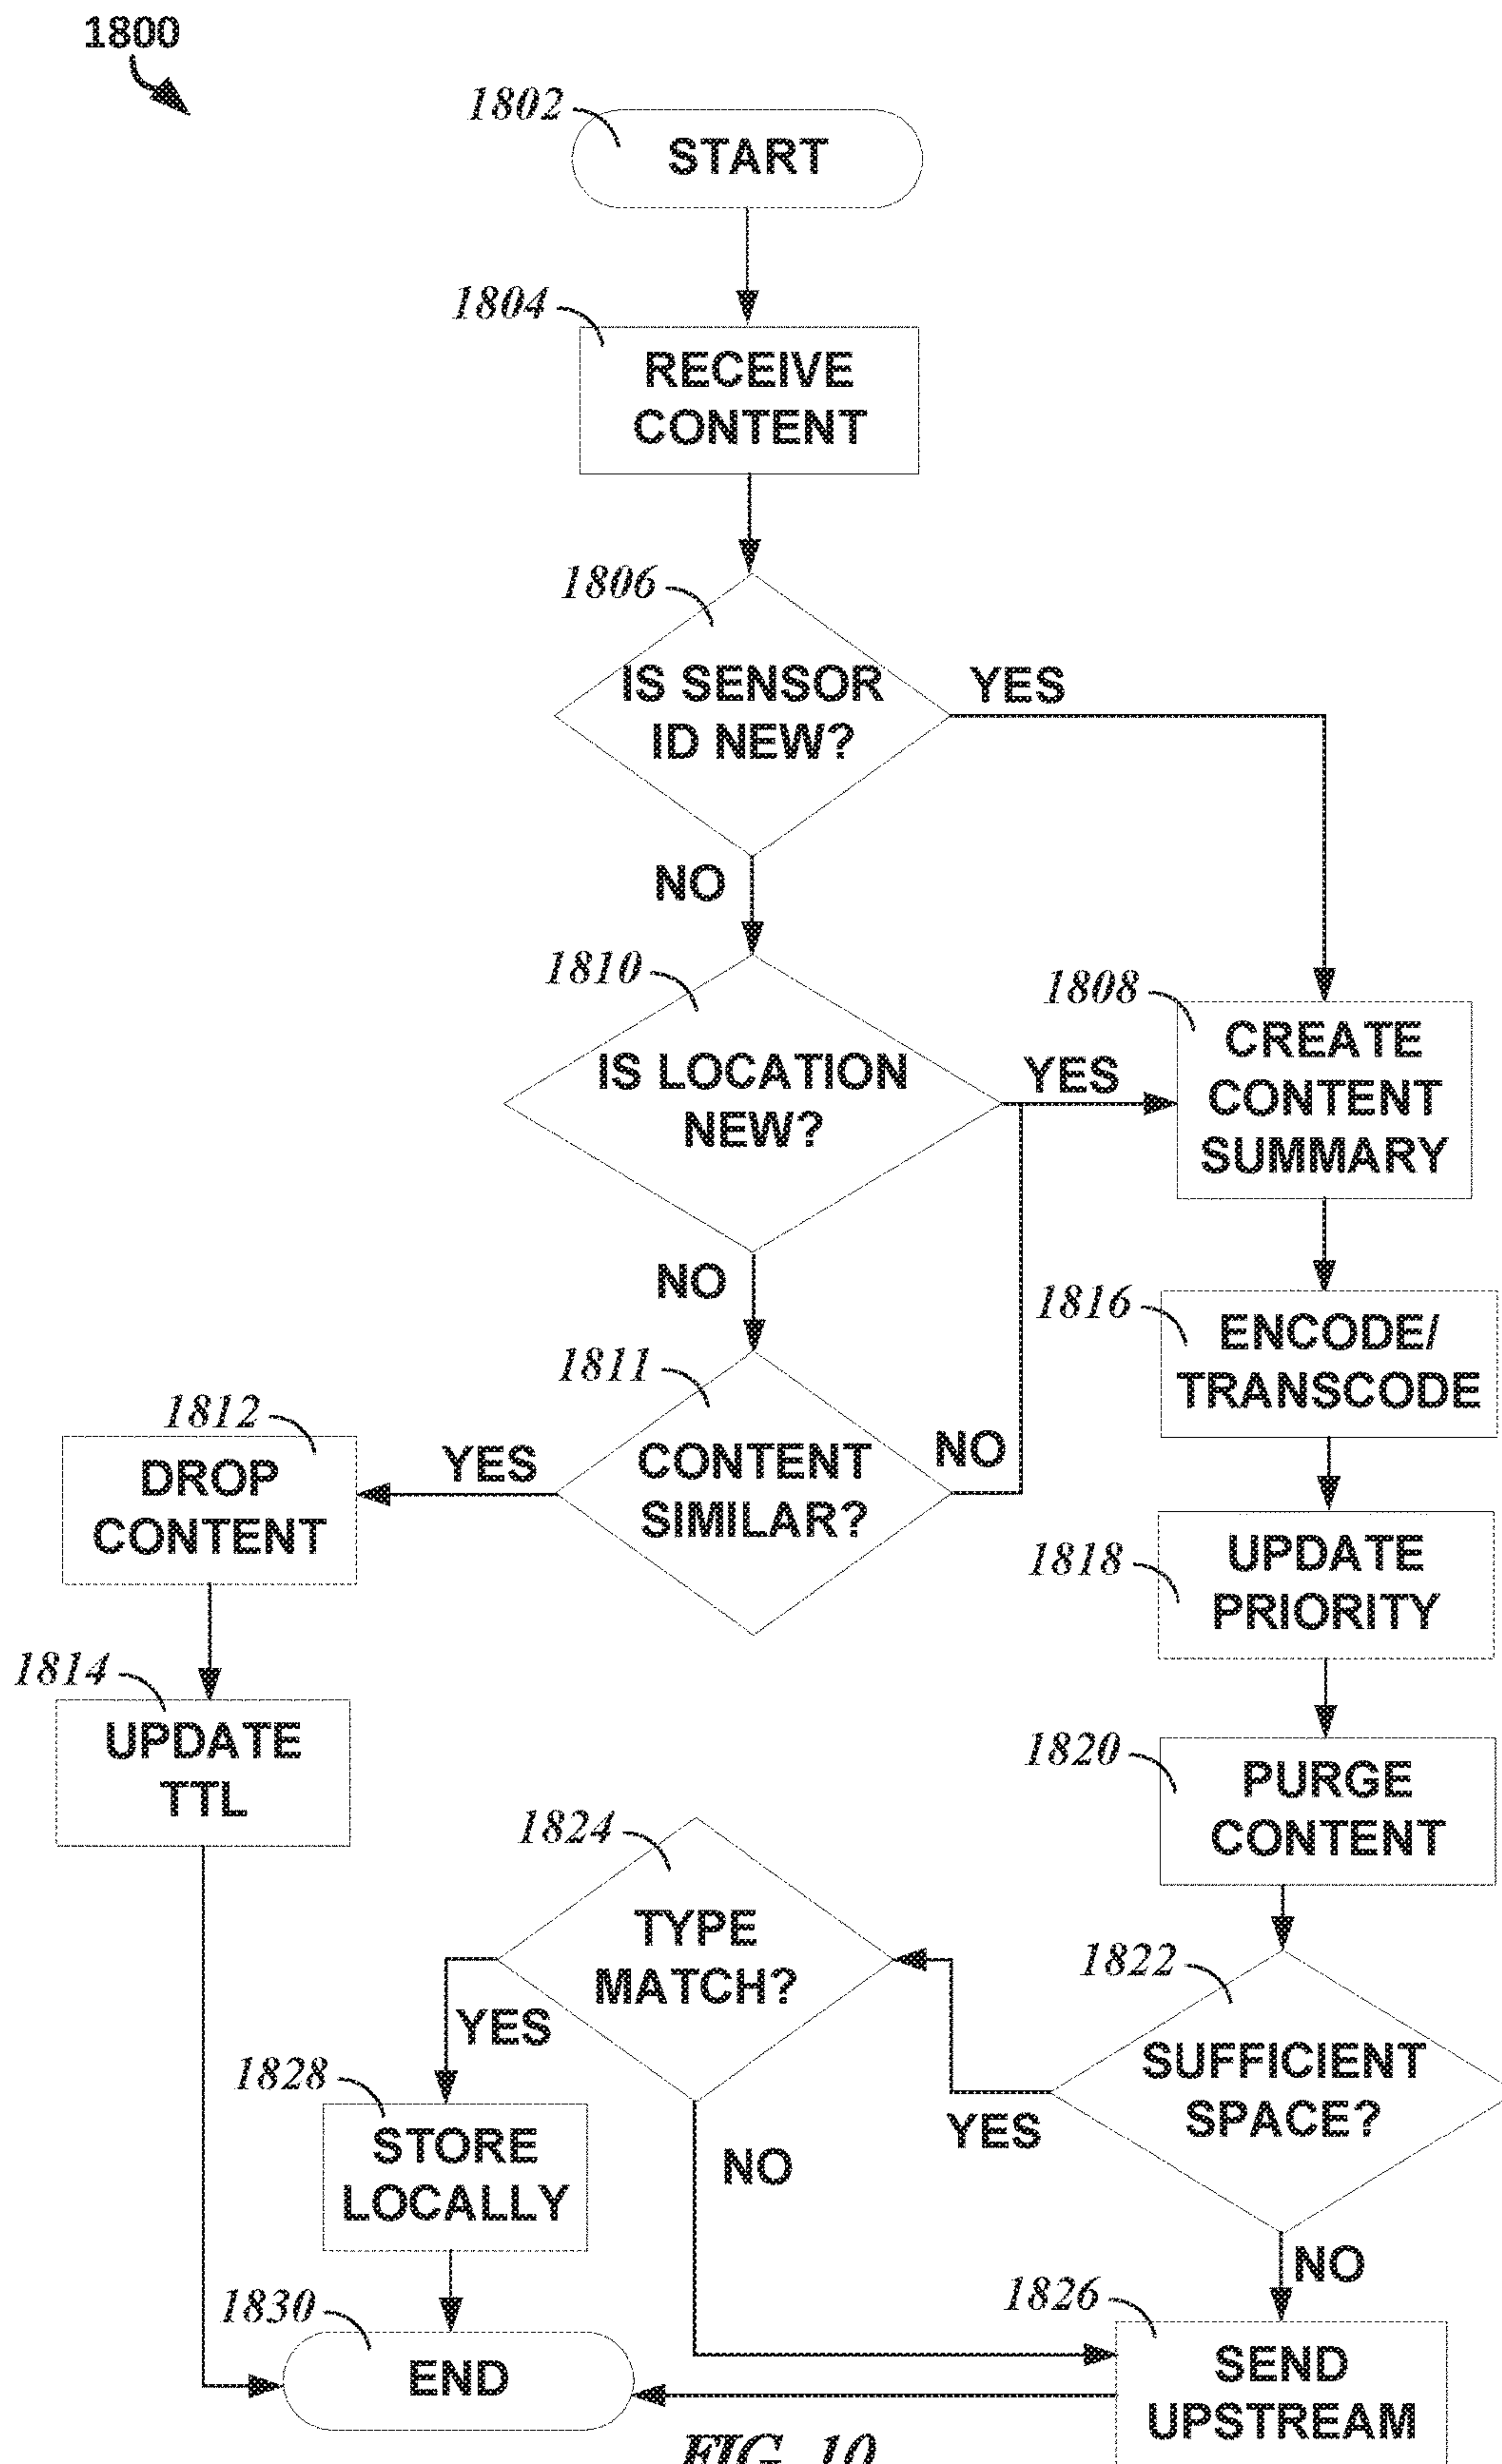 1800
1802
START
1804
RECEIVE
CONTENT
1806
IS SENSOR
ID NEW?
YES
NO
1810
IS LOCATION
NEW?
YES
1808
CREATE
CONTENT
SUMMARY
NO
1816
ENCODE/
TRANSCODE
1811
CONTENT
SIMILAR?
YES
NO
1812
DROP
CONTENT
1818
UPDATE
PRIORITY
1814
UPDATE
TTL
1820
PURGE
CONTENT
1824
TYPE
MATCH?
1822
SUFFICIENT
SPACE?
YES
YES
NO
1828
STORE
LOCALLY
NO
1826
SEND
UPSTREAM
1830
END
FIG. 10